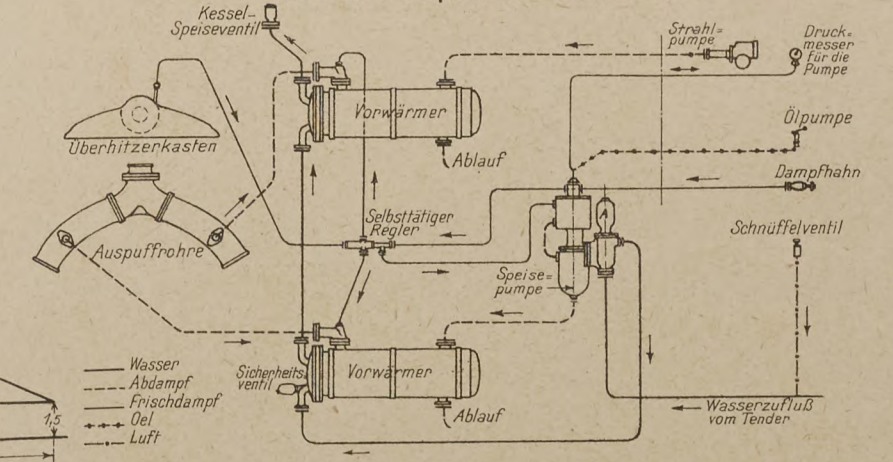 Kessel-
Speiseventil
Strahl=
pumpe
Druck=
messer
für die
Pumpe
Vorwärmer
Überhitzerkasten
Ablauf
Ölpumpe
Dampfhahn
Selbsttätiger
Regler
Schnüffelventil
Auspuffrohre
Speise=
pumpe
Sicherheits
ventil
Vorwärmer
Ablauf
Wasserzufluß
vom Tender
Wasser
Abdampf
Frischdampf
Oel
Luft
1,5